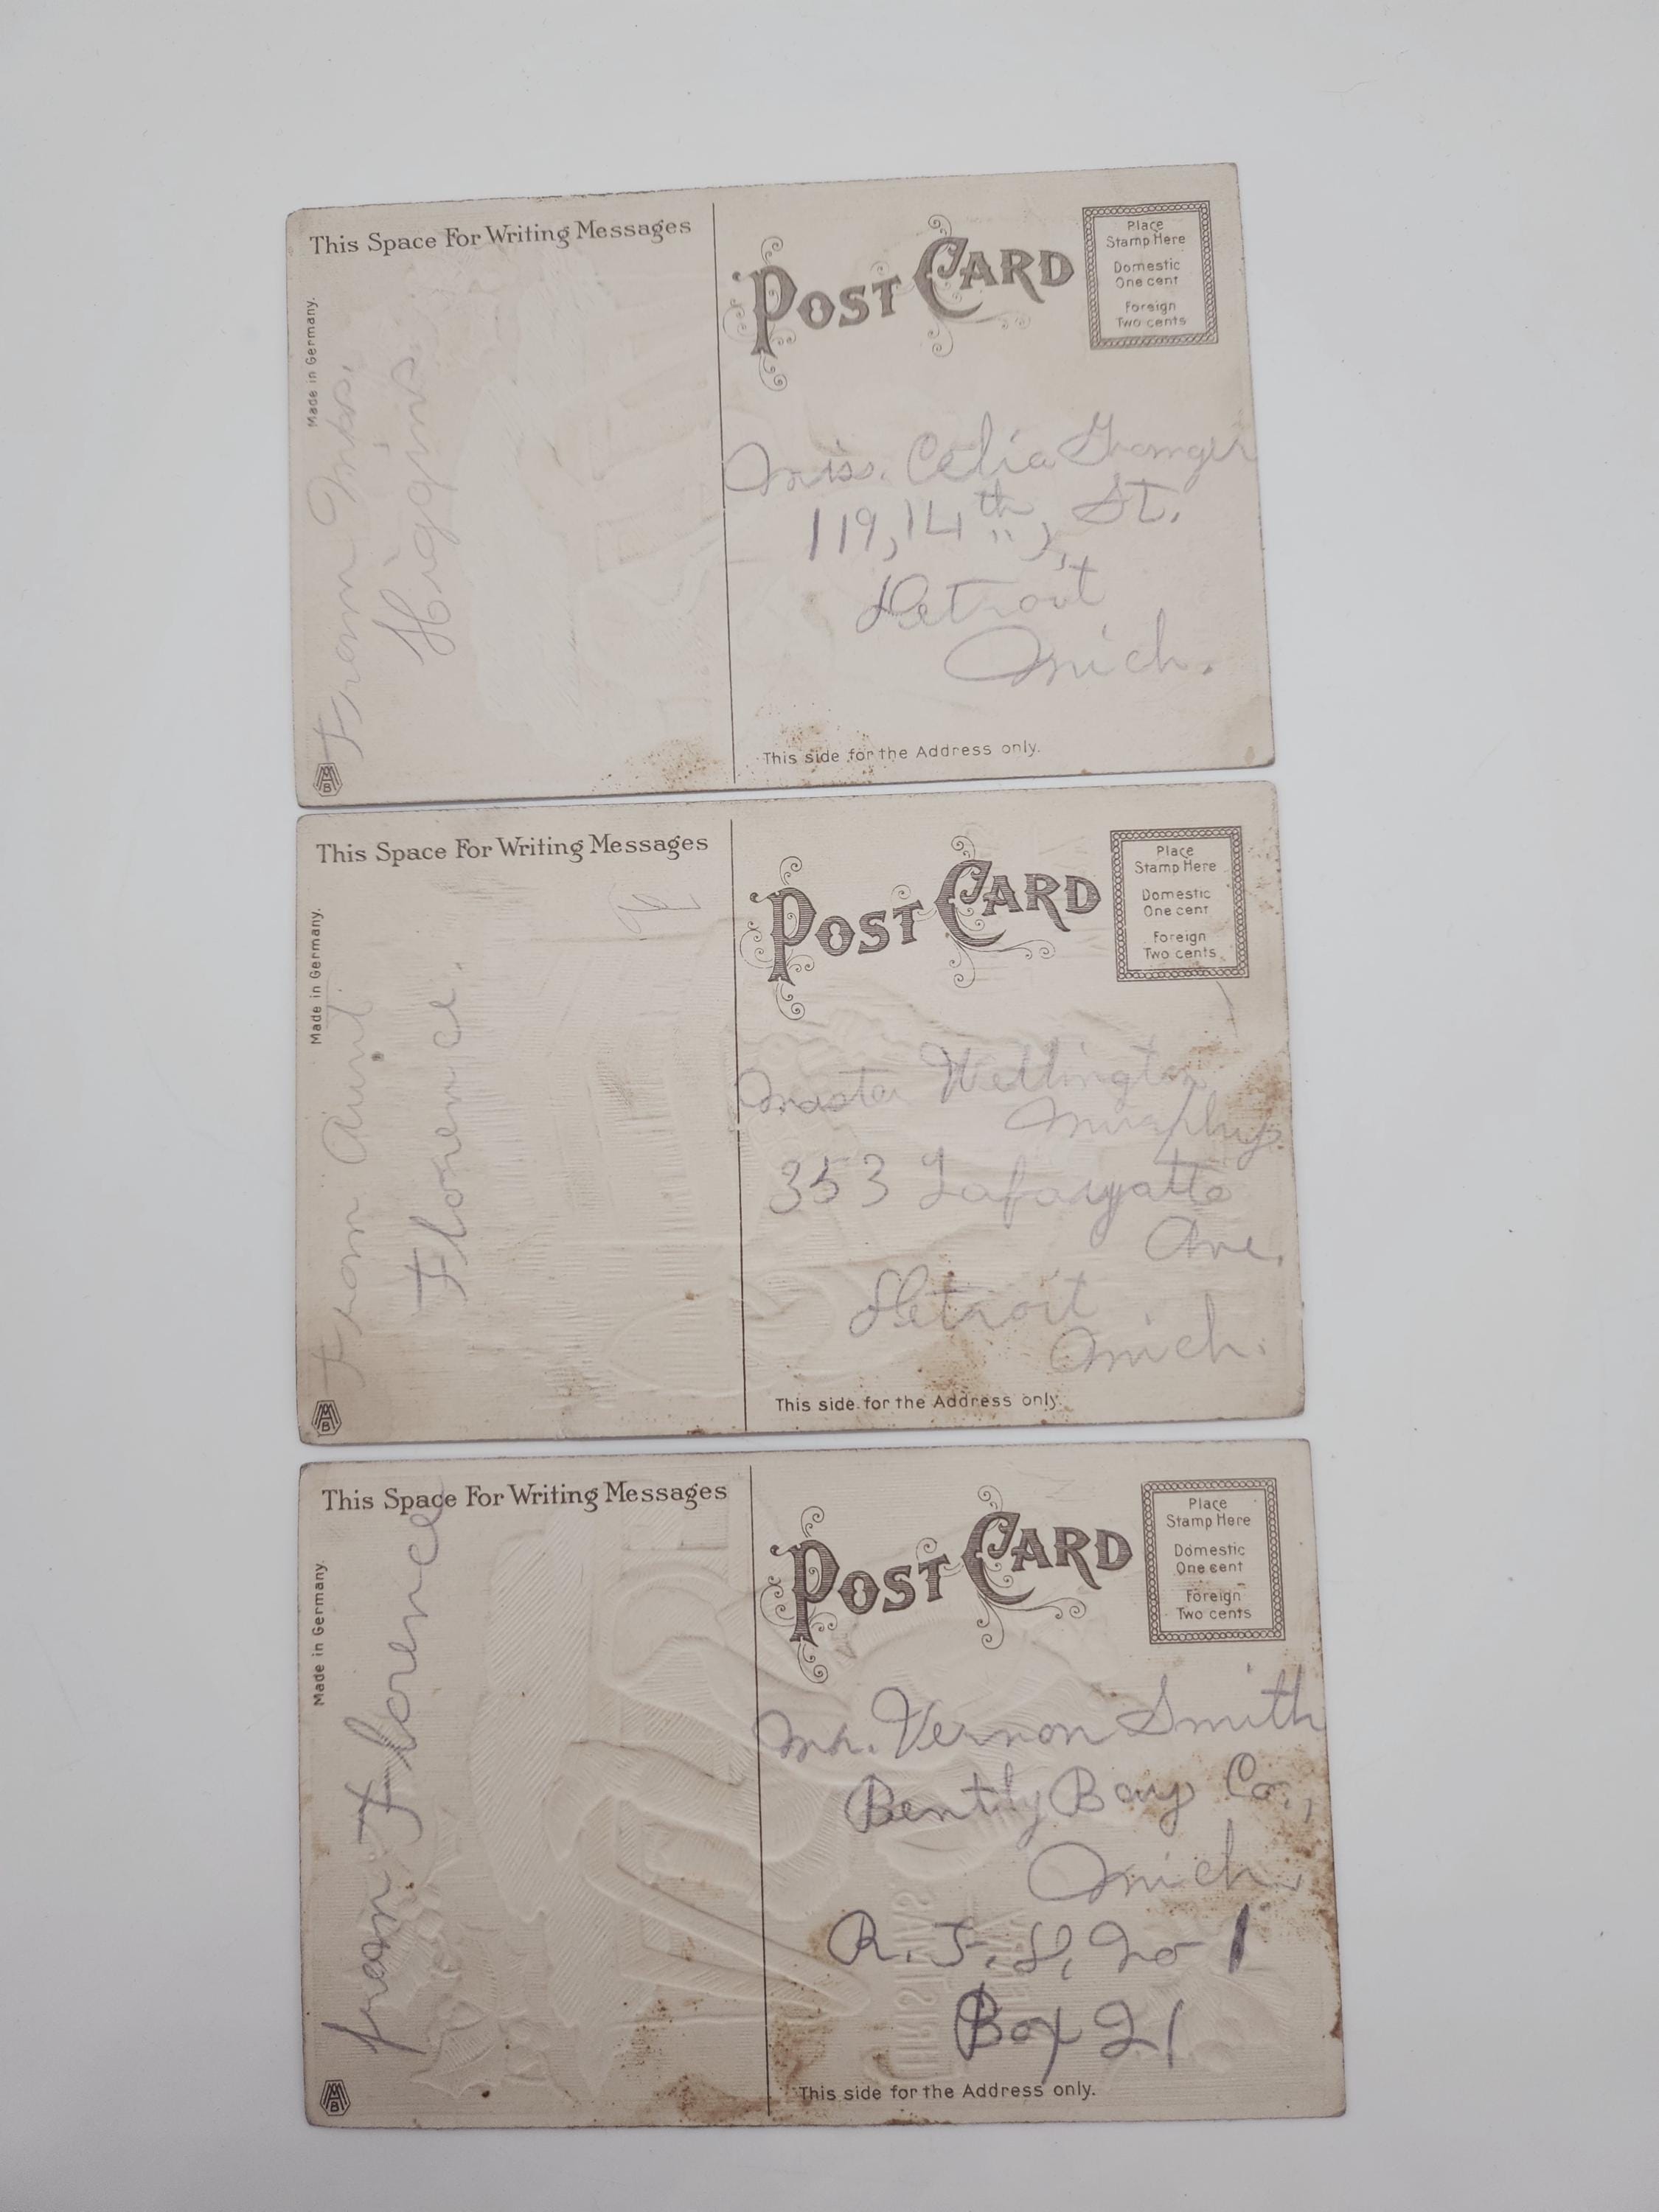 This Space For Writing Messages
Made in Germany.
From Mrs.
Higgins.
MAB
POST CARD
Place
Stamp Here
Domestic
One cent
Foreign
Two cents
Miss. Celia Granger
119, 14th, St.
Detroit
Mich.
This side for the Address only.
This Space For Writing Messages
Made in Germany.
From Aunt
Florence.
MAB
POST CARD
Place
Stamp Here
Domestic
One cent
Foreign
Two cents
Master Wellington
Murphy.
353 Lafayatte
Ave.
Detroit
Mich.
This side for the Address only.
This Space For Writing Messages
Made in Germany.
from Florence
MAB
POST CARD
Place
Stamp Here
Domestic
One cent
Foreign
Two cents
Mr. Vernon Smith
Bently Bay Co.,
Mich.
R. F. D, No 1
Box 21
This side for the Address only.